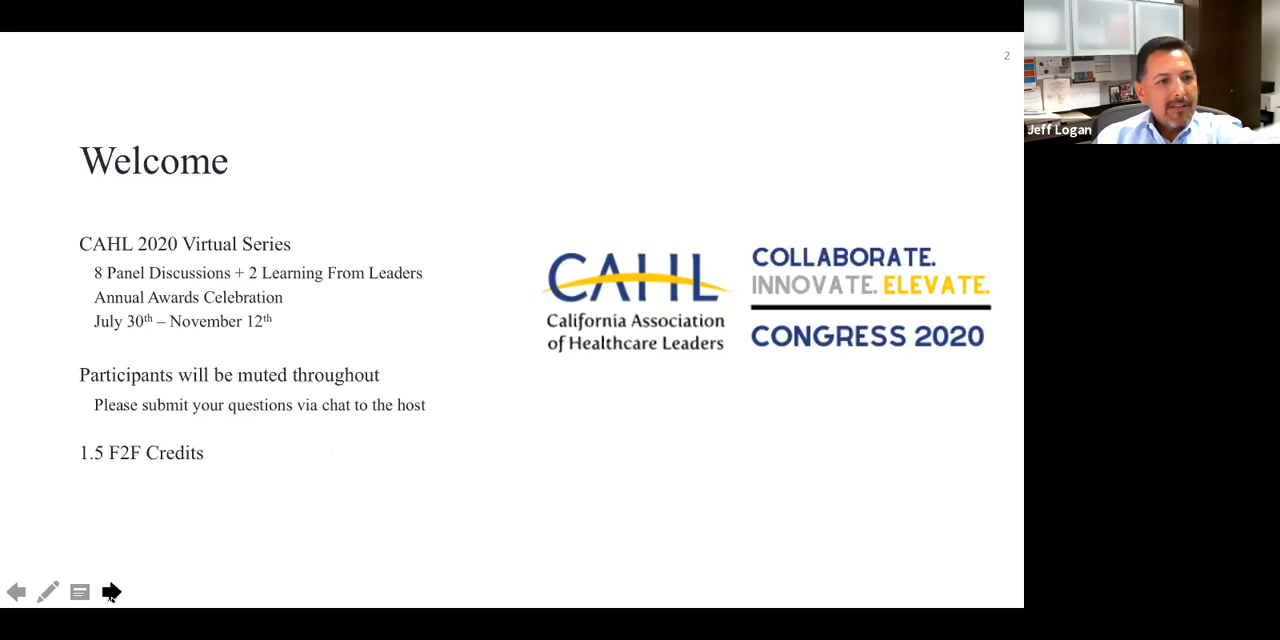 2
Jeff Logan
Welcome
CAHL 2020 Virtual Series
8 Panel Discussions + 2 Learning From Leaders
Annual Awards Celebration
July 30th – November 12th
Participants will be muted throughout
Please submit your questions via chat to the host
1.5 F2F Credits
CAHL
California Association
of Healthcare Leaders
COLLABORATE.
INNOVATE. ELEVATE.
CONGRESS 2020